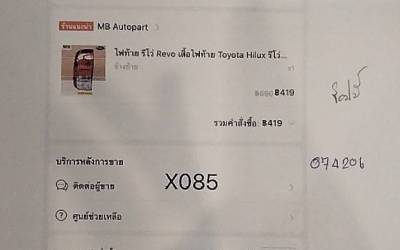 ร้านแนะนำ MB Autopart >
ไฟท้าย รีโว่ Revo เสื้อไฟท้าย Toyota Hilux รีโว่...
ข้างซ้าย
x1
฿690 ฿419
รวมคำสั่งซื้อ: ฿419
บริการหลังการขาย
ติดต่อผู้ขาย
X085
074206
ศูนย์ช่วยเหลือ